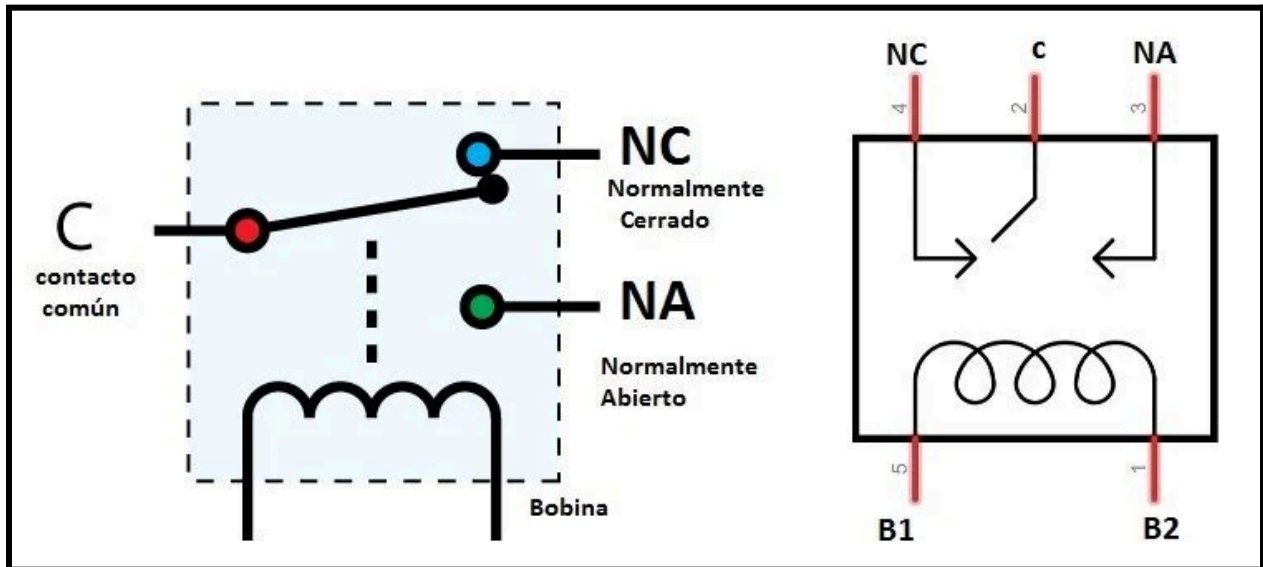 C
contacto
común
NC
Normalmente
Cerrado
NA
Normalmente
Abierto
Bobina
NC
c
NA
4
2
3
5
1
B1
B2